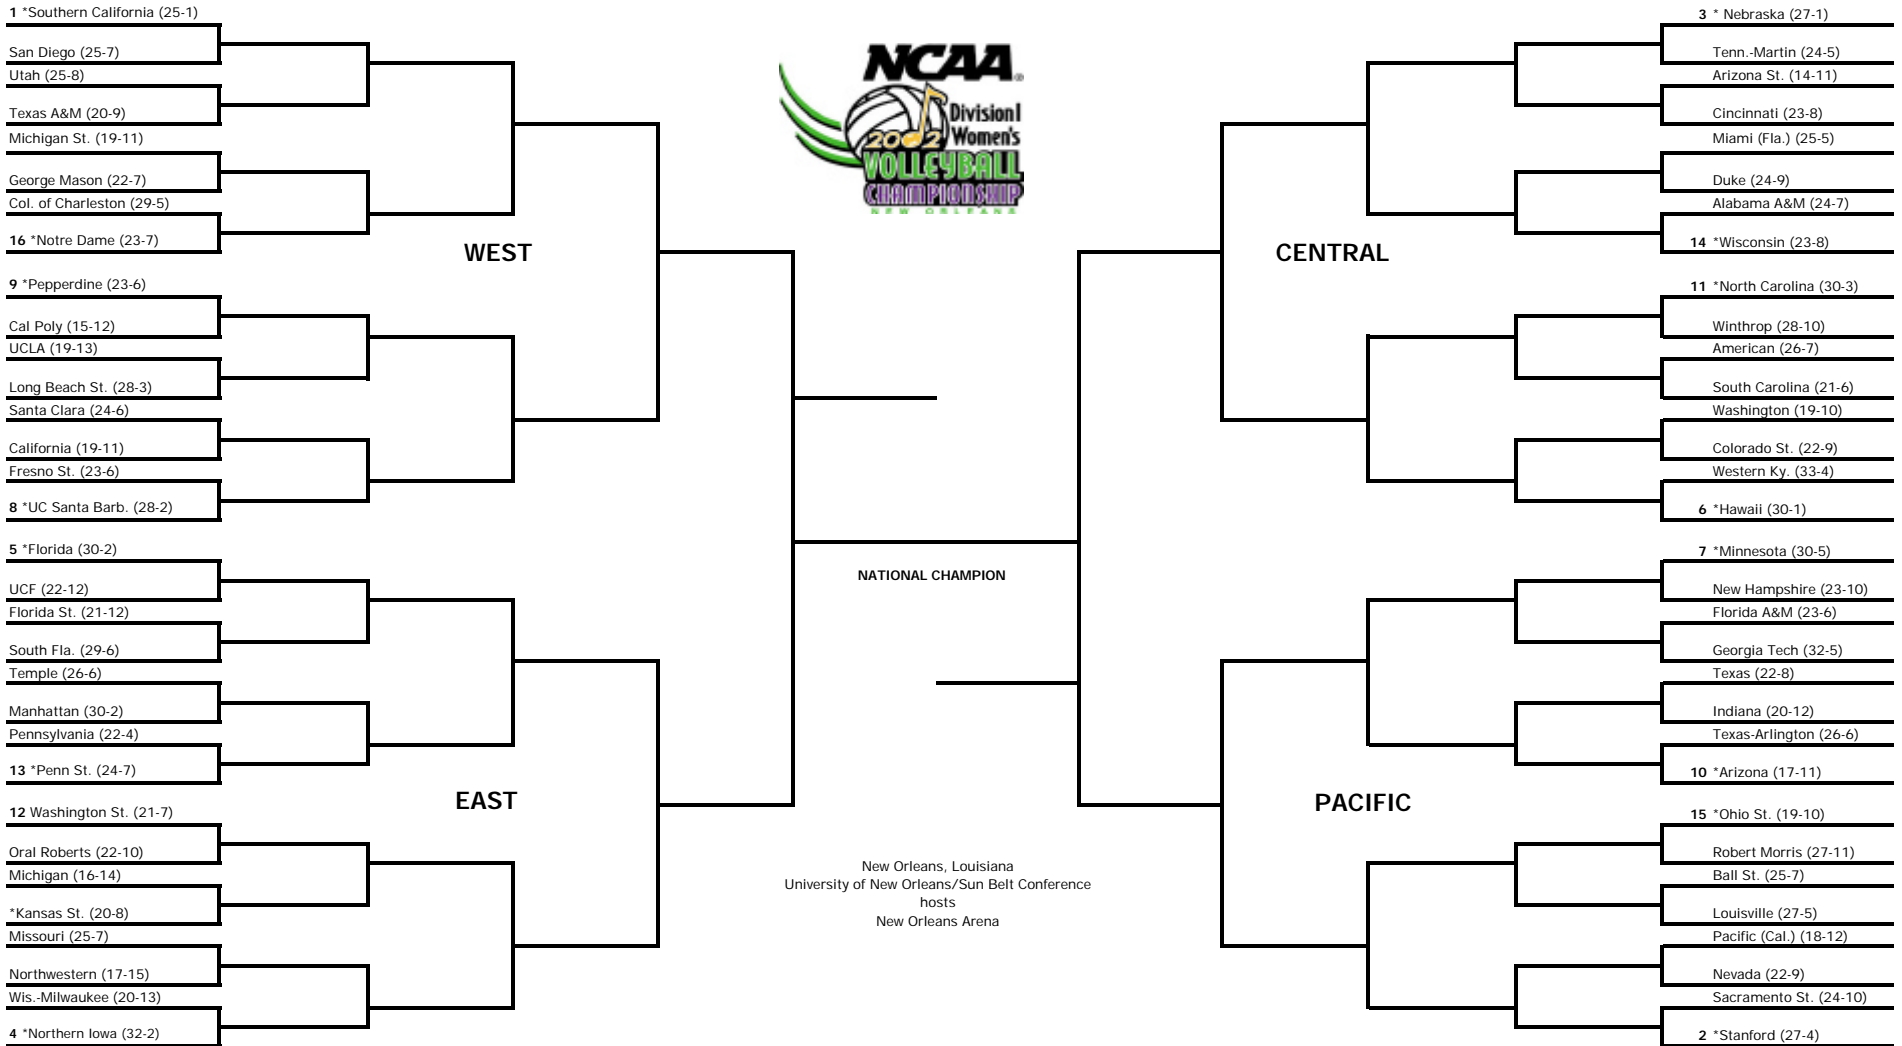 1 *Southern California (25-1)
San Diego (25-7)
Utah (25-8)
Texas A&M (20-9)
Michigan St. (19-11)
George Mason (22-7)
Col. of Charleston (29-5)
16 *Notre Dame (23-7)
WEST
9 *Pepperdine (23-6)
Cal Poly (15-12)
UCLA (19-13)
Long Beach St. (28-3)
Santa Clara (24-6)
California (19-11)
Fresno St. (23-6)
8 *UC Santa Barb. (28-2)
5 *Florida (30-2)
UCF (22-12)
Florida St. (21-12)
South Fla. (29-6)
Temple (26-6)
Manhattan (30-2)
Pennsylvania (22-4)
13 *Penn St. (24-7)
EAST
12 Washington St. (21-7)
Oral Roberts (22-10)
Michigan (16-14)
*Kansas St. (20-8)
Missouri (25-7)
Northwestern (17-15)
Wis.-Milwaukee (20-13)
4 *Northern Iowa (32-2)
NCAA®
Division I
2002 Women's
VOLLEYBALL
CHAMPIONSHIP
NEW ORLEANS
NATIONAL CHAMPION
New Orleans, Louisiana
University of New Orleans/Sun Belt Conference
hosts
New Orleans Arena
3 * Nebraska (27-1)
Tenn.-Martin (24-5)
Arizona St. (14-11)
Cincinnati (23-8)
Miami (Fla.) (25-5)
Duke (24-9)
Alabama A&M (24-7)
14 *Wisconsin (23-8)
CENTRAL
11 *North Carolina (30-3)
Winthrop (28-10)
American (26-7)
South Carolina (21-6)
Washington (19-10)
Colorado St. (22-9)
Western Ky. (33-4)
6 *Hawaii (30-1)
7 *Minnesota (30-5)
New Hampshire (23-10)
Florida A&M (23-6)
Georgia Tech (32-5)
Texas (22-8)
Indiana (20-12)
Texas-Arlington (26-6)
10 *Arizona (17-11)
PACIFIC
15 *Ohio St. (19-10)
Robert Morris (27-11)
Ball St. (25-7)
Louisville (27-5)
Pacific (Cal.) (18-12)
Nevada (22-9)
Sacramento St. (24-10)
2 *Stanford (27-4)